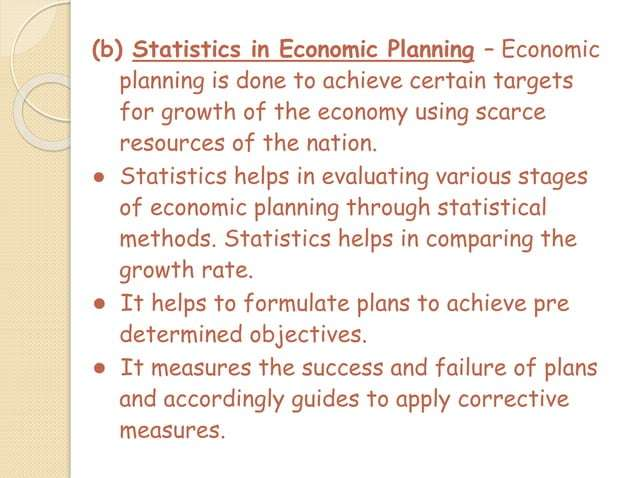 (b) Statistics in Economic Planning – Economic
planning is done to achieve certain targets
for growth of the economy using scarce
resources of the nation.
● Statistics helps in evaluating various stages
of economic planning through statistical
methods. Statistics helps in comparing the
growth rate.
● It helps to formulate plans to achieve pre
determined objectives.
● It measures the success and failure of plans
and accordingly guides to apply corrective
measures.